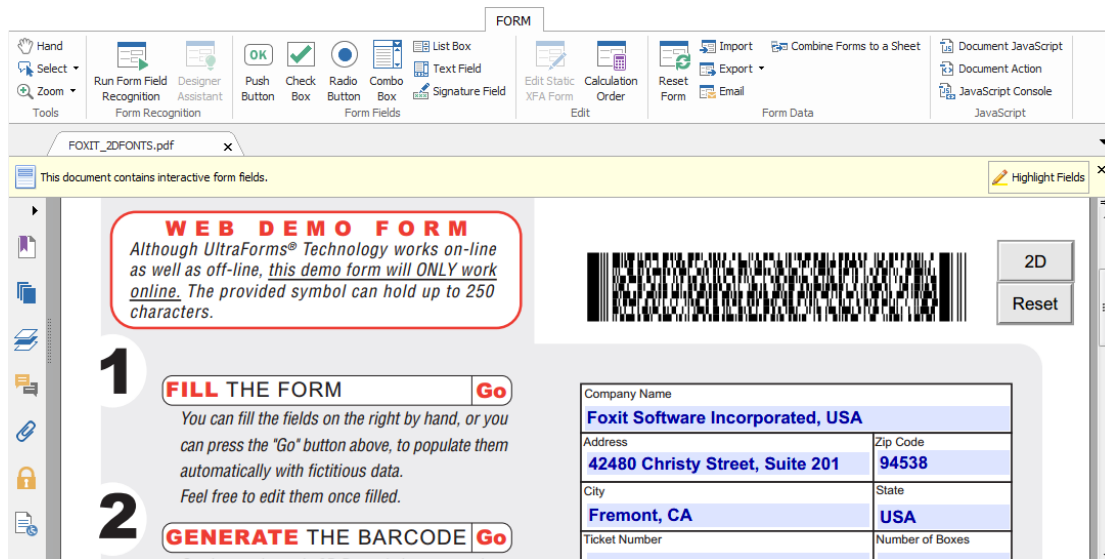 FORM
Hand
Select
Zoom
Tools
Run Form Field
Recognition
Designer
Assistant
Form Recognition
OK
Push
Button
Check
Box
Radio
Button
Combo
Box
List Box
Text Field
Signature Field
Form Fields
Edit Static
XFA Form
Calculation
Order
Edit
Reset
Form
Import
Export
Email
Combine Forms to a Sheet
Form Data
Document JavaScript
Document Action
JavaScript Console
JavaScript
FOXIT_2DFONTS.pdf x
This document contains interactive form fields.
Highlight Fields x
WEB DEMO FORM
Although UltraForms® Technology works on-line
as well as off-line, this demo form will ONLY work
online. The provided symbol can hold up to 250
characters.
2D
Reset
1
FILL THE FORM Go
You can fill the fields on the right by hand, or you
can press the "Go" button above, to populate them
automatically with fictitious data.
Feel free to edit them once filled.
2
GENERATE THE BARCODE Go
Company Name
Foxit Software Incorporated, USA
Address Zip Code
42480 Christy Street, Suite 201 94538
City State
Fremont, CA USA
Ticket Number Number of Boxes